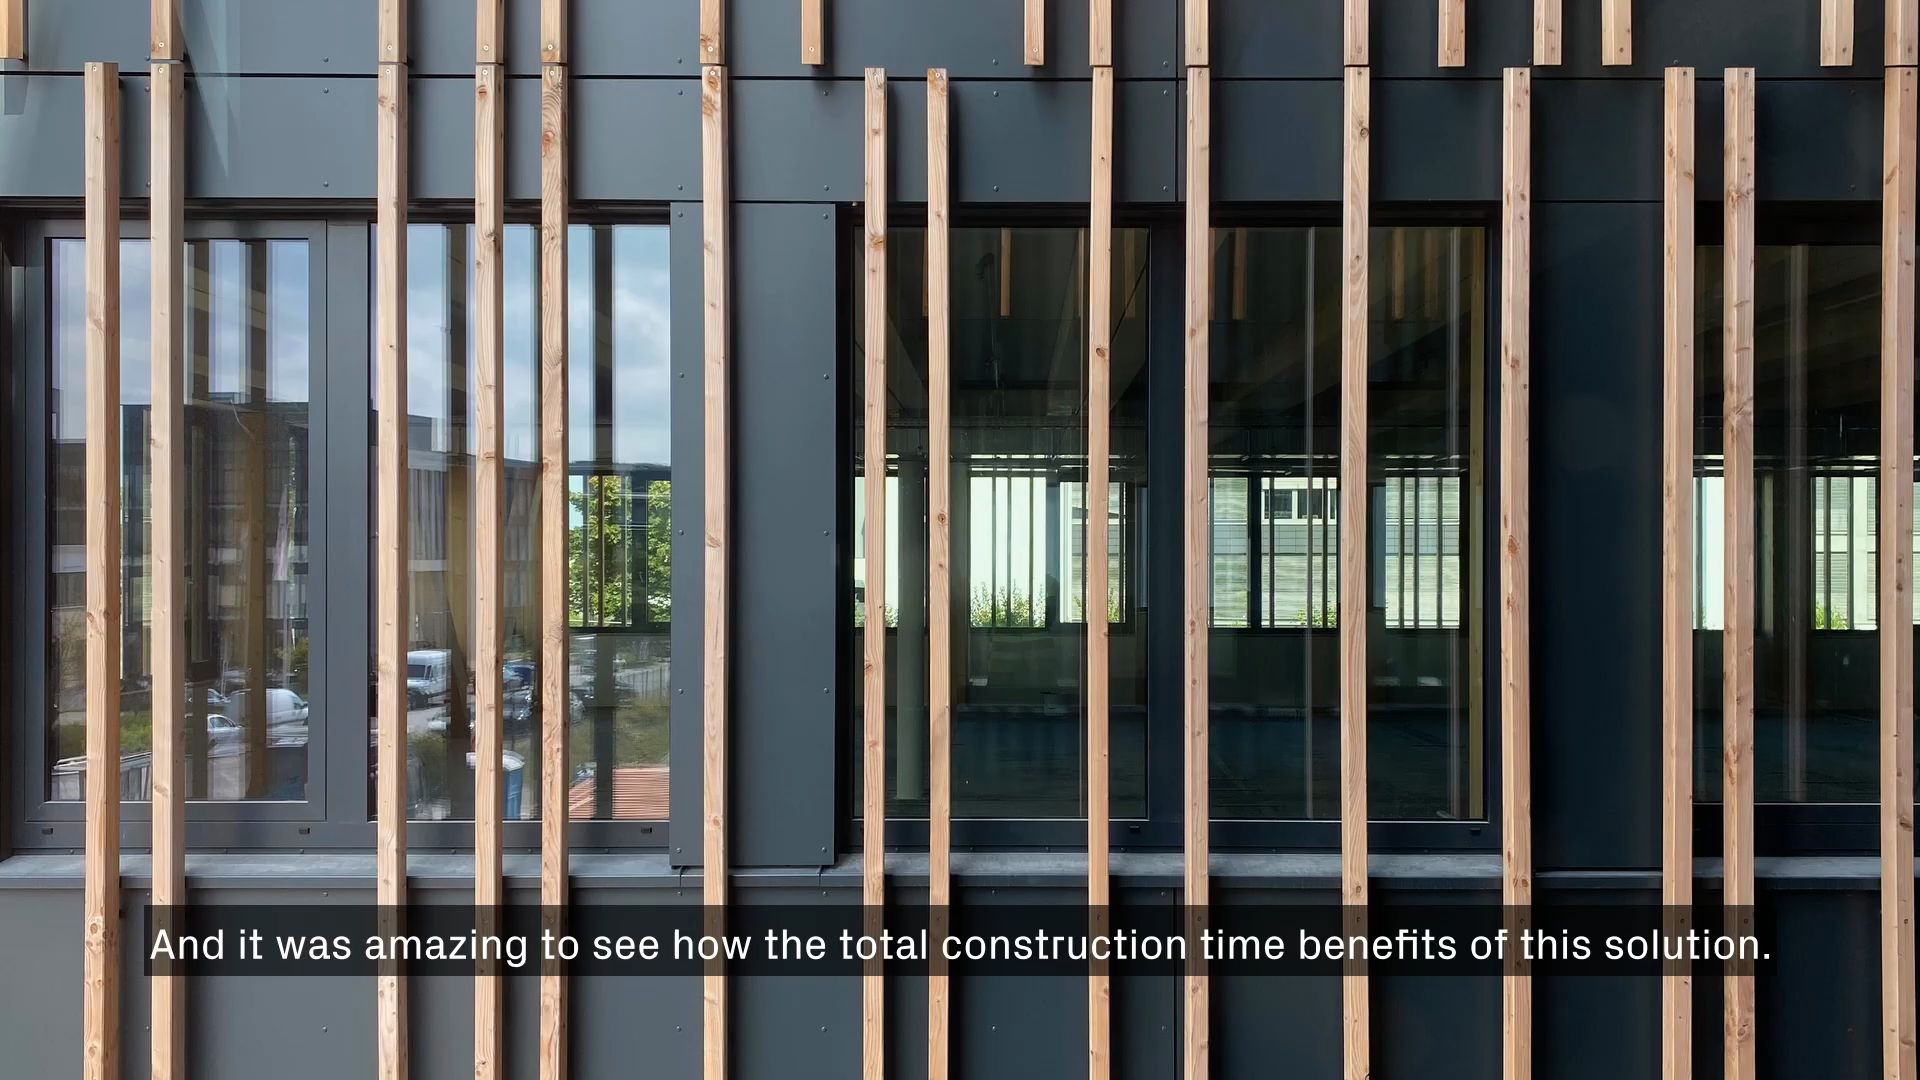 And it was amazing to see how the total construction time benefits of this solution.